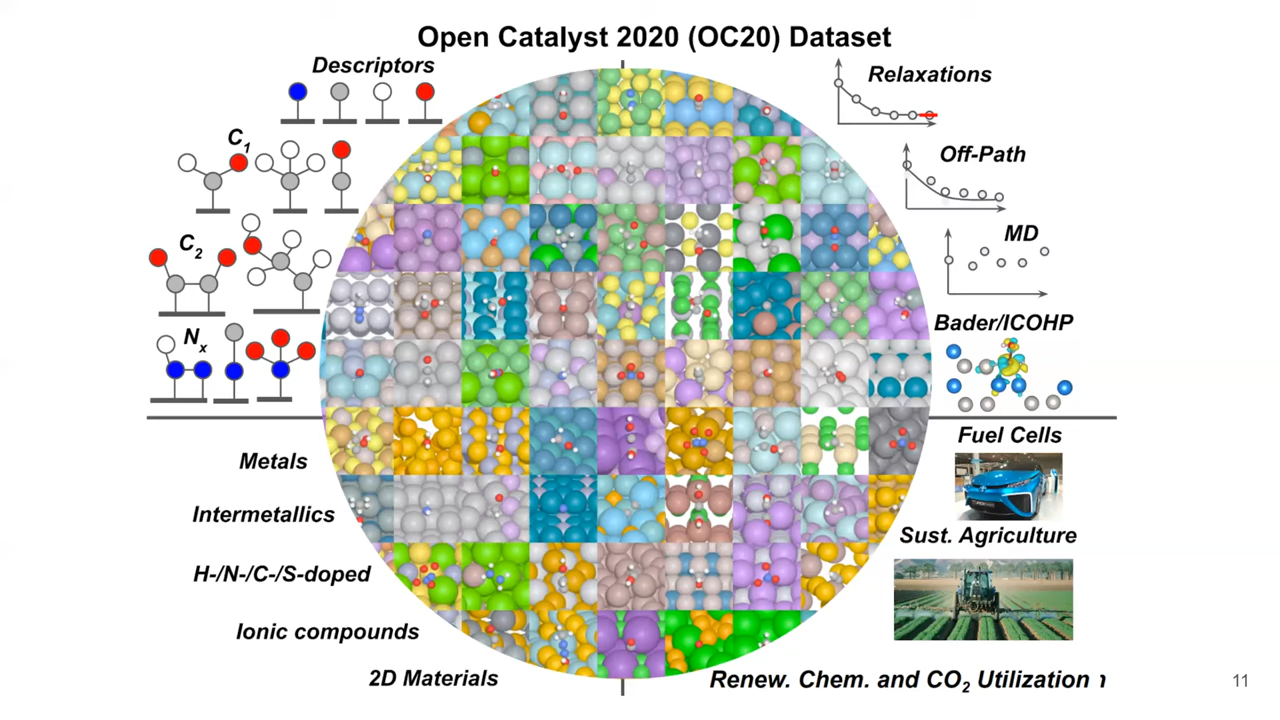 Open Catalyst 2020 (OC20) Dataset
Descriptors
C1
C2
Nx
Relaxations
Off-Path
MD
Bader/ICOHP
Metals
Intermetallics
H-/N-/C-/S-doped
Ionic compounds
2D Materials
Fuel Cells
Sust. Agriculture
Renew. Chem. and CO2 Utilization
11